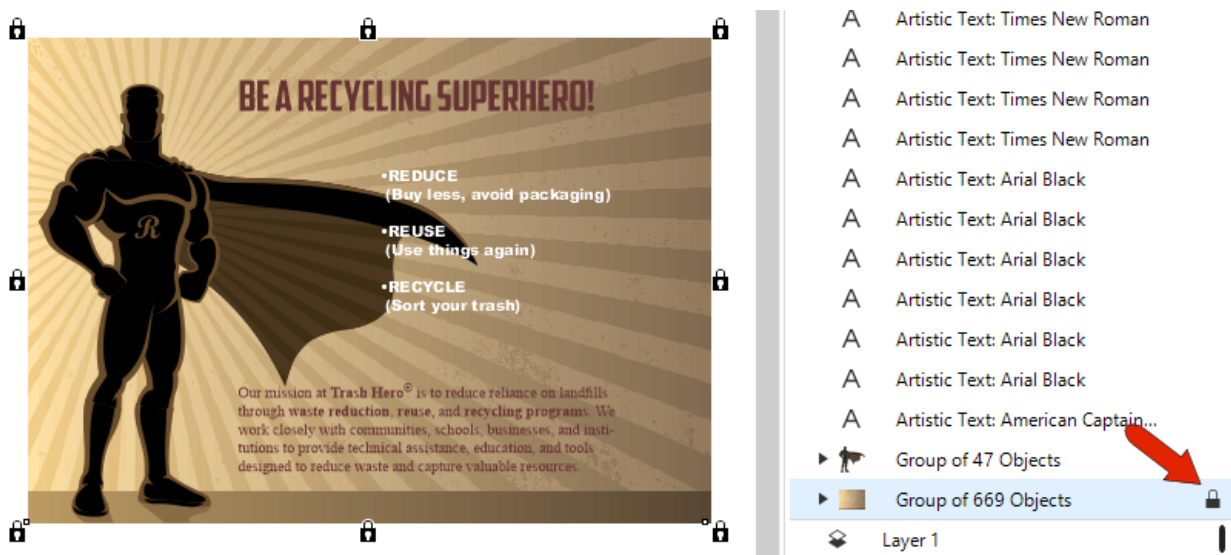 BE A RECYCLING SUPERHERO!
•REDUCE
(Buy less, avoid packaging)
•REUSE
(Use things again)
•RECYCLE
(Sort your trash)
R
Our mission at Trash Hero® is to reduce reliance on landfills
through waste reduction, reuse, and recycling programs. We
work closely with communities, schools, businesses, and insti-
tutions to provide technical assistance, education, and tools
designed to reduce waste and capture valuable resources.
Artistic Text: Times New Roman
Artistic Text: Times New Roman
Artistic Text: Times New Roman
Artistic Text: Times New Roman
Artistic Text: Arial Black
Artistic Text: Arial Black
Artistic Text: Arial Black
Artistic Text: Arial Black
Artistic Text: Arial Black
Artistic Text: Arial Black
Artistic Text: American Captain...
Group of 47 Objects
Group of 669 Objects
Layer 1